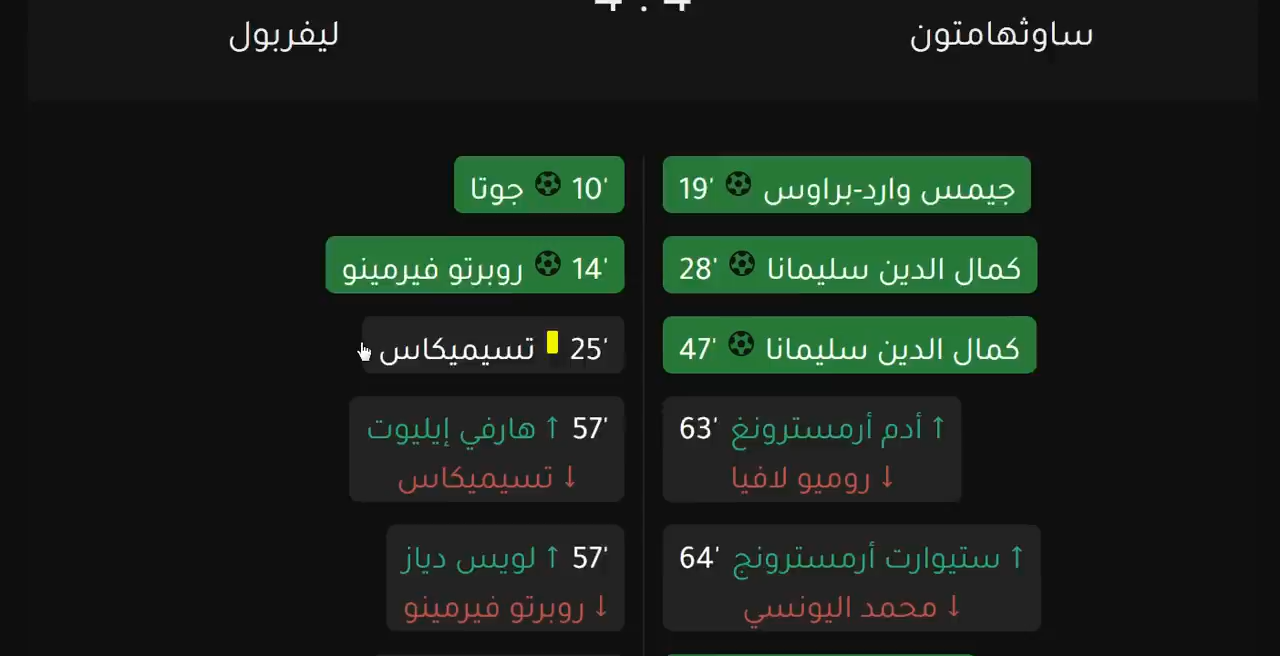 ساوثهامتون
ليفربول
جيمس وارد-براوس 19'
10' جوتا
كمال الدين سليمانا 28'
14' روبرتو فيرمينو
كمال الدين سليمانا 47'
25' تسيميكاس
↑ أدم أرمسترونغ 63'
↓ روميو لافيا
57' ↑ هارفي إيليوت
↓ تسيميكاس
↑ ستيوارت أرمسترونج 64'
↓ محمد اليونسي
57' ↑ لويس دياز
↓ روبرتو فيرمينو